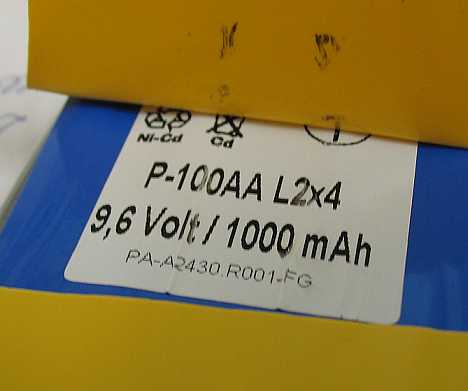 Ni-Cd Cd
P-100AA L2x4
9,6 Volt / 1000 mAh
PA-A2430.R001-FG